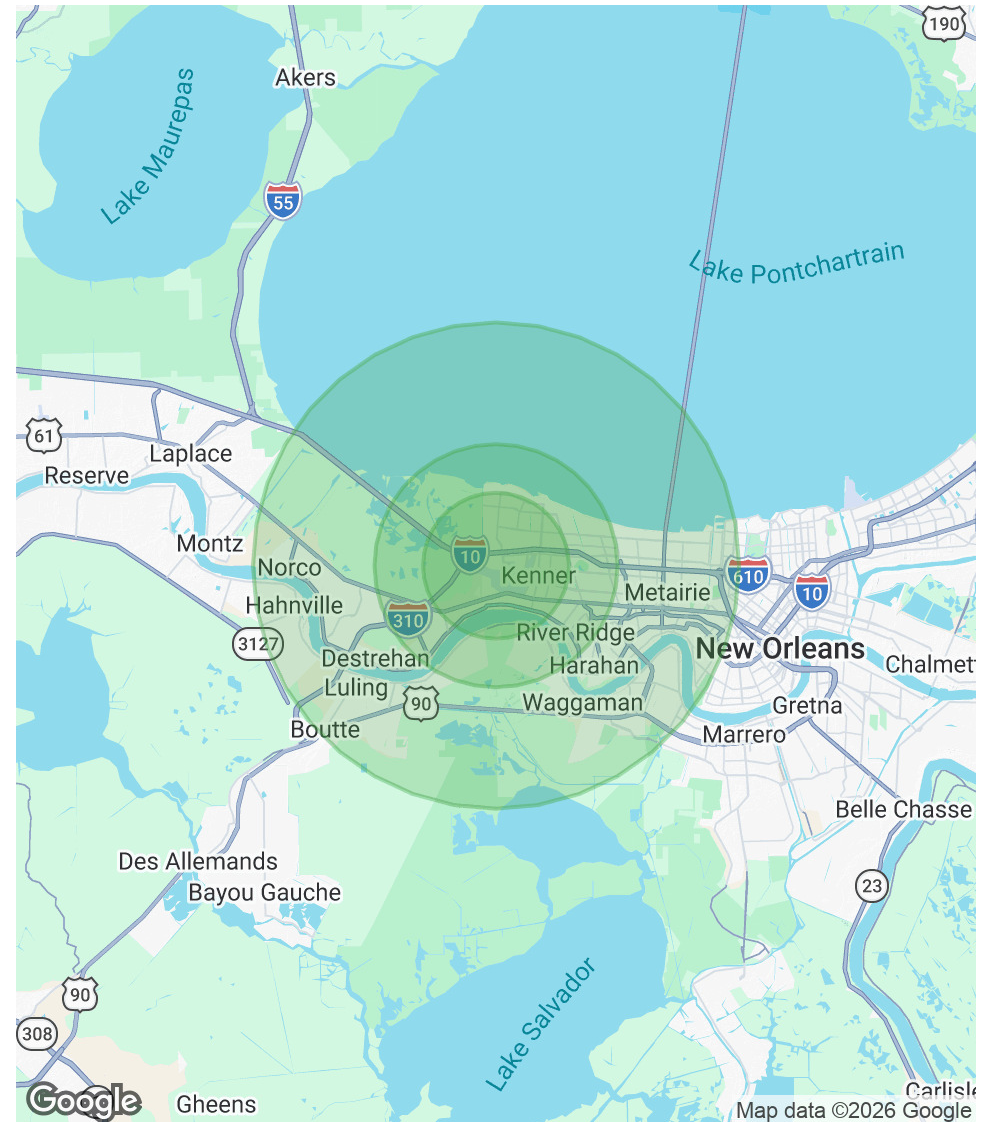 190
Akers
Lake Maurepas
55
Lake Pontchartrain
61
Laplace
Reserve
Montz
Norco
10
Kenner
610
10
Hahnville
310
Metairie
3127
River Ridge
New Orleans
Destrehan
Harahan
Chalmett
Luling
90
Waggaman
Gretna
Boutte
Marrero
Belle Chasse
Des Allemands
23
Bayou Gauche
90
Lake Salvador
308
Google
Gheens
Carlisle
Map data ©2026 Google